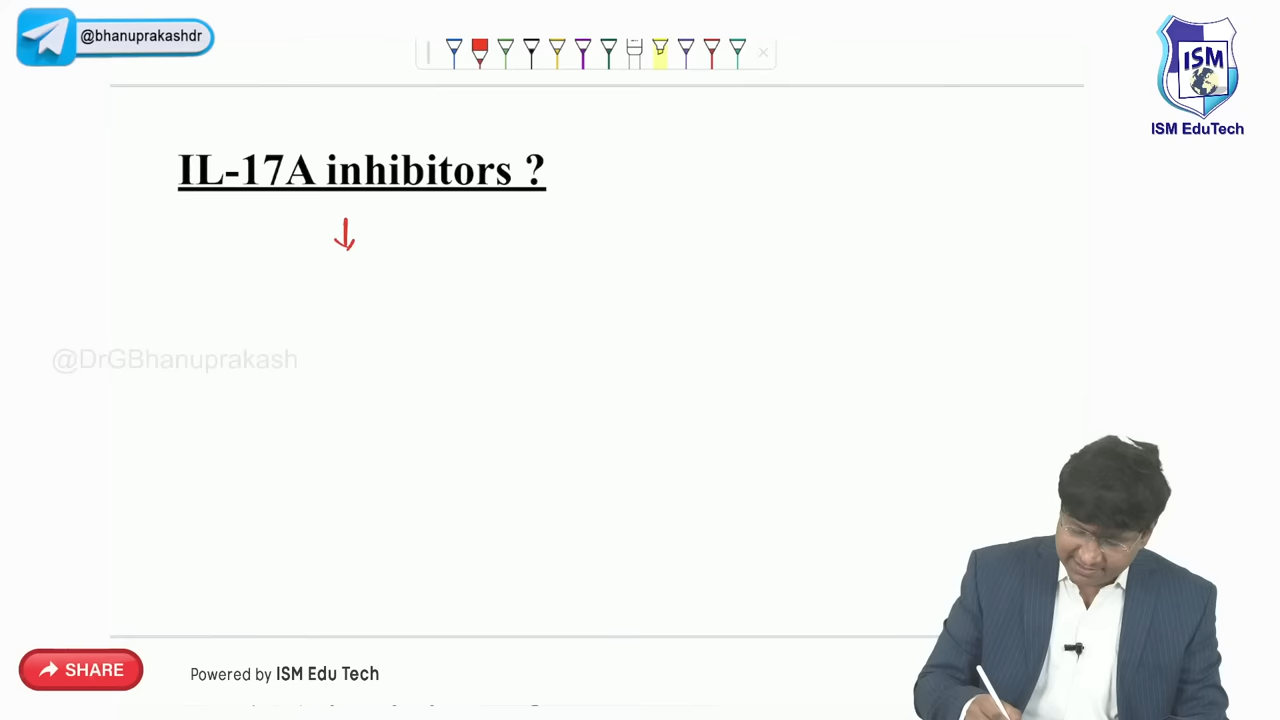 @bhanuprakashdr
ISM
ISM EduTech
IL-17A inhibitors ?
@DrGBhanuprakash
SHARE
Powered by ISM Edu Tech